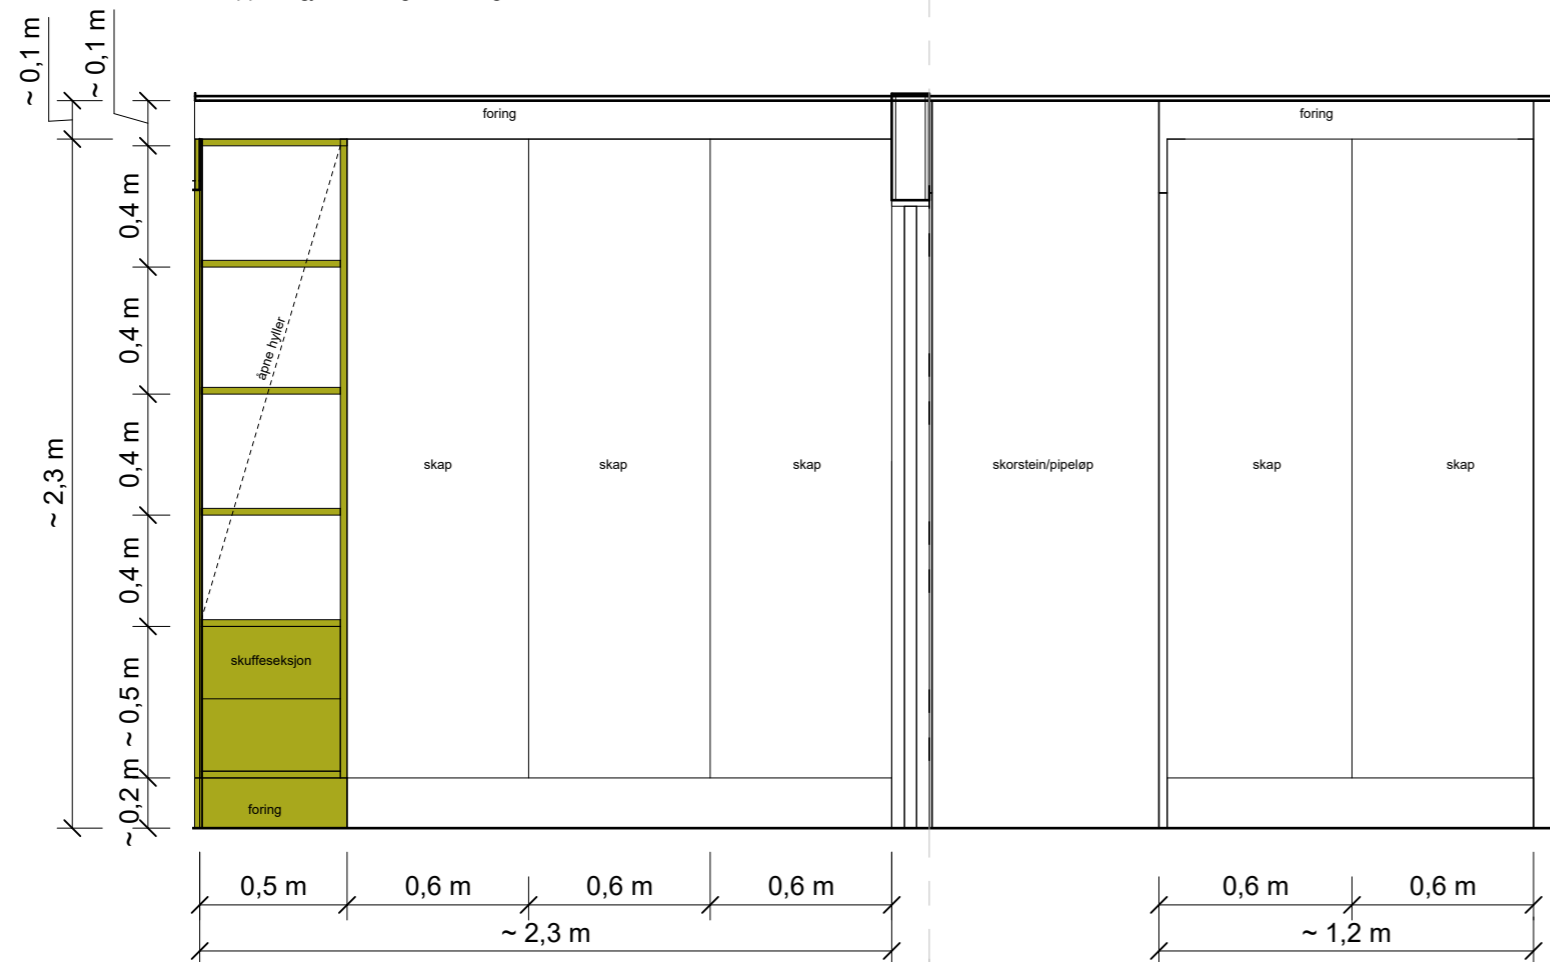 ~ 0,1 m
~ 0,1 m
foring
foring
0,4 m
0,4 m
åpne hyller
0,4 m
~ 2,3 m
skap
skap
skap
skorstein/pipeløp
skap
skap
0,4 m
~ 0,5 m
skuffeseksjon
~ 0,2 m
foring
0,5 m
0,6 m
0,6 m
0,6 m
0,6 m
0,6 m
~ 2,3 m
~ 1,2 m